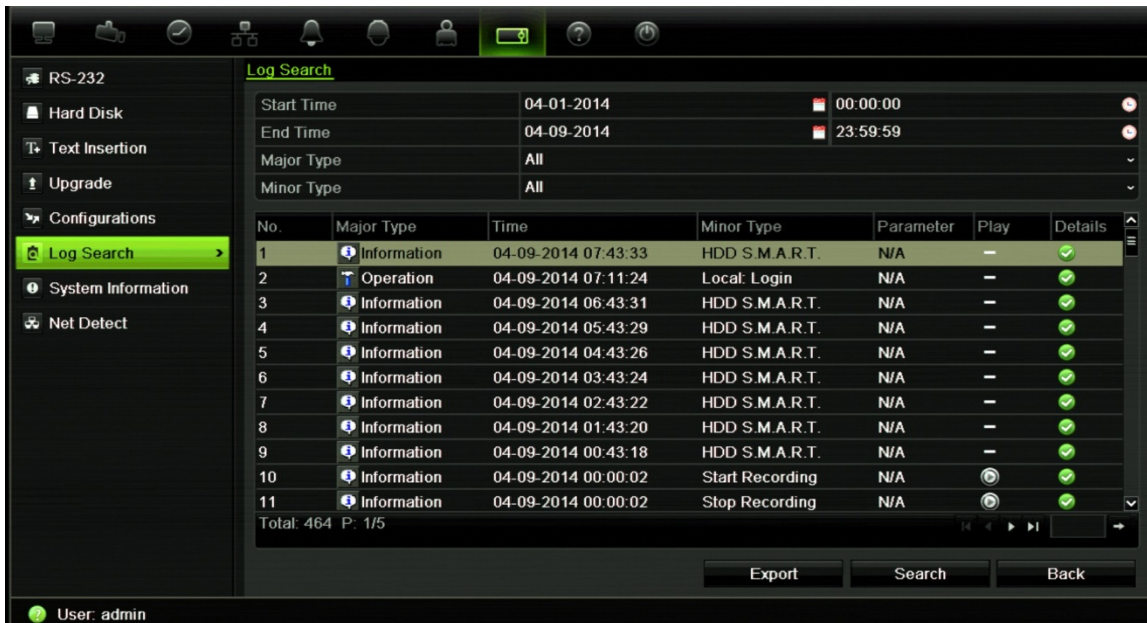 RS-232
Hard Disk
Text Insertion
Upgrade
Configurations
Log Search
System Information
Net Detect
Log Search
Start Time 04-01-2014 00:00:00
End Time 04-09-2014 23:59:59
Major Type All
Minor Type All
No. Major Type Time Minor Type Parameter Play Details
1 Information 04-09-2014 07:43:33 HDD S.M.A.R.T. N/A –
2 Operation 04-09-2014 07:11:24 Local: Login N/A –
3 Information 04-09-2014 06:43:31 HDD S.M.A.R.T. N/A –
4 Information 04-09-2014 05:43:29 HDD S.M.A.R.T. N/A –
5 Information 04-09-2014 04:43:26 HDD S.M.A.R.T. N/A –
6 Information 04-09-2014 03:43:24 HDD S.M.A.R.T. N/A –
7 Information 04-09-2014 02:43:22 HDD S.M.A.R.T. N/A –
8 Information 04-09-2014 01:43:20 HDD S.M.A.R.T. N/A –
9 Information 04-09-2014 00:43:18 HDD S.M.A.R.T. N/A –
10 Information 04-09-2014 00:00:02 Start Recording N/A
11 Information 04-09-2014 00:00:02 Stop Recording N/A
Total: 464 P: 1/5
Export Search Back
User: admin